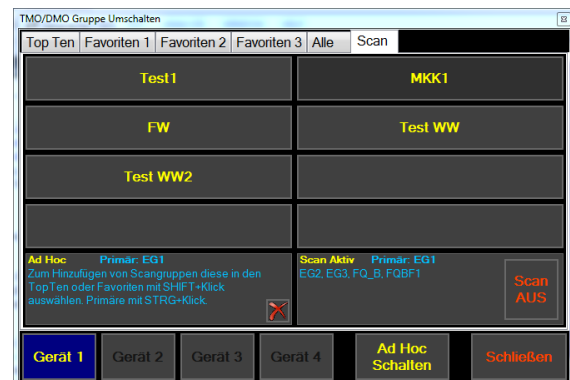 TMO/DMO Gruppe Umschalten
Top Ten Favoriten 1 Favoriten 2 Favoriten 3 Alle Scan
Test1 MKK1
FW Test WW
Test WW2
Ad Hoc Primär: EG1
Zum Hinzufügen von Scangruppen diese in den
TopTen oder Favoriten mit SHIFT+Klick
auswählen. Primäre mit STRG+Klick.
Scan Aktiv Primär: EG1
EG2, EG3, FQ_B, FQBF1
Scan
AUS
Gerät 1 Gerät 2 Gerät 3 Gerät 4
Ad Hoc
Schalten
Schließen